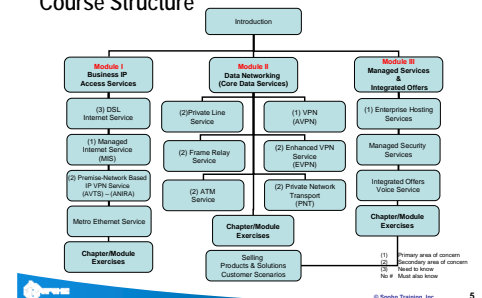 Course Structure
Introduction
Module I
Business IP
Access Services
Module II
Data Networking
(Core Data Services)
Module III
Managed Services
&
Integrated Offers
(3) DSL
Internet Service
(1) Managed
Internet Service
(MIS)
(2) Premise-Network Based
IP VPN Service
(AVTS) – (ANIRA)
Metro Ethernet Service
Chapter/Module
Exercises
(2)Private Line
Service
(2) Frame Relay
Service
(2) ATM
Service
(1) VPN
(AVPN)
(2) Enhanced VPN
Service
(EVPN)
(2) Private Network
Transport
(PNT)
Chapter/Module
Exercises
Selling
Products & Solutions
Customer Scenarios
(1) Enterprise Hosting
Services
Managed Security
Services
Integrated Offers
Voice Service
Chapter/Module
Exercises
(1) Primary area of concern
(2) Secondary area of concern
(3) Need to know
No # Must also know
Training, Inc. 5